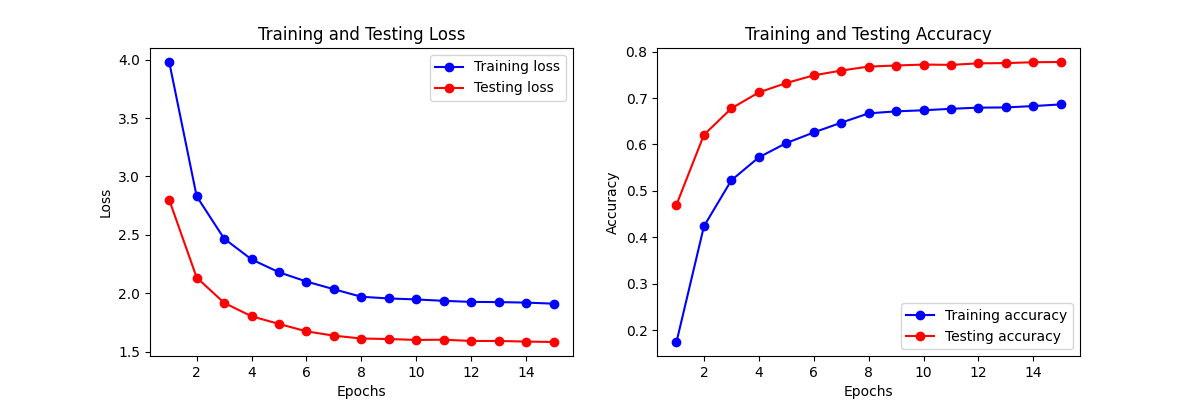 Training and Testing Loss
4.0
3.5
3.0
2.5
2.0
1.5
Loss
Training loss
Testing loss
2 4 6 8 10 12 14
Epochs
Training and Testing Accuracy
0.8
0.7
0.6
0.5
0.4
0.3
0.2
Accuracy
Training accuracy
Testing accuracy
2 4 6 8 10 12 14
Epochs